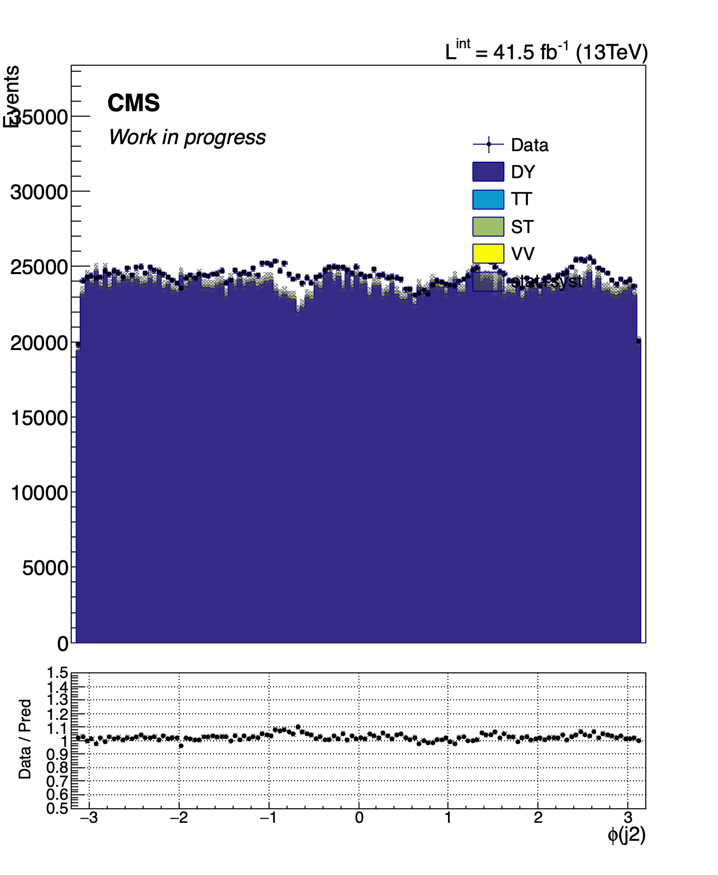 L^int = 41.5 fb^-1 (13TeV)
Events
CMS
Work in progress
Data
DY
TT
ST
VV
stat+syst
35000
30000
25000
20000
15000
10000
5000
0
Data / Pred
1.5
1.4
1.3
1.2
1.1
1
0.9
0.8
0.7
0.6
0.5
−3 −2 −1 0 1 2 3
ϕ(j2)